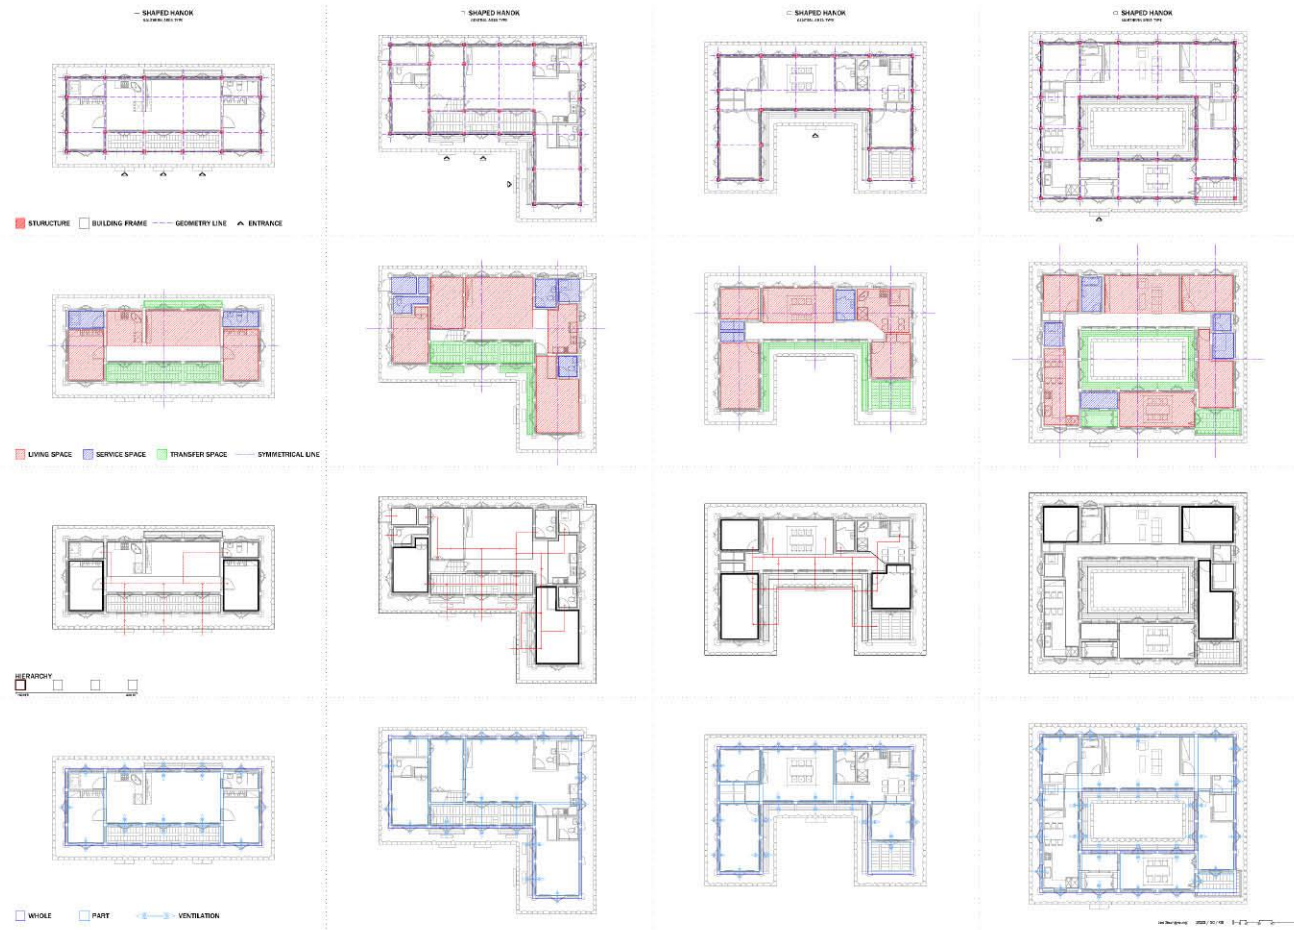 — SHAPED HANOK
ㄱ SHAPED HANOK
ㄷ SHAPED HANOK
ㅁ SHAPED HANOK
STURUCTURE
BUILDING FRAME
GEOMETRY LINE
ENTRANCE
LIVING SPACE
SERVICE SPACE
TRANSFER SPACE
SYMMETRICAL LINE
HIERARCHY
WHOLE
PART
VENTILATION